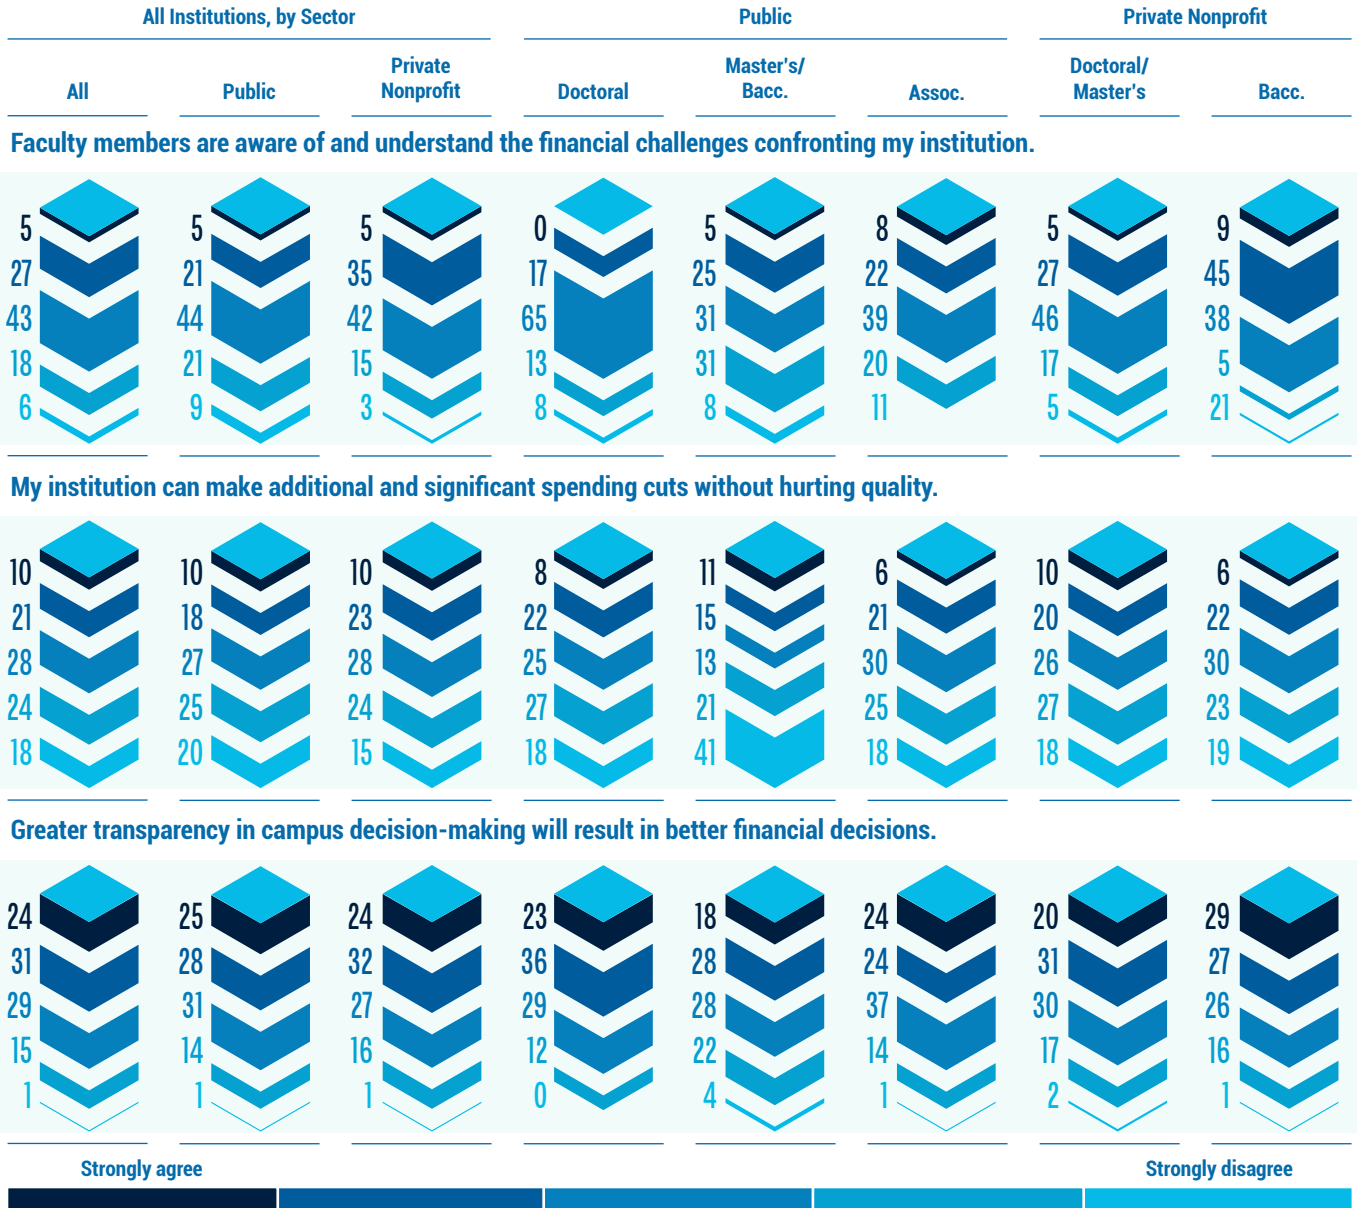 All Institutions, by Sector Public Private Nonprofit
All Public Private Nonprofit Doctoral Master's/ Bacc. Assoc. Doctoral/ Master's Bacc.
Faculty members are aware of and understand the financial challenges confronting my institution.
5 5 5 0 5 8 5 9
27 21 35 17 25 22 27 45
43 44 42 65 31 39 46 38
18 21 15 13 31 20 17 5
6 9 3 8 8 11 5 21
My institution can make additional and significant spending cuts without hurting quality.
10 10 10 8 11 6 10 6
21 18 23 22 15 21 20 22
28 27 28 25 13 30 26 30
24 25 24 27 21 25 27 23
18 20 15 18 41 18 18 19
Greater transparency in campus decision-making will result in better financial decisions.
24 25 24 23 18 24 20 29
31 28 32 36 28 24 31 27
29 31 27 29 28 37 30 26
15 14 16 12 22 14 17 16
1 1 1 0 4 1 2 1
Strongly agree Strongly disagree